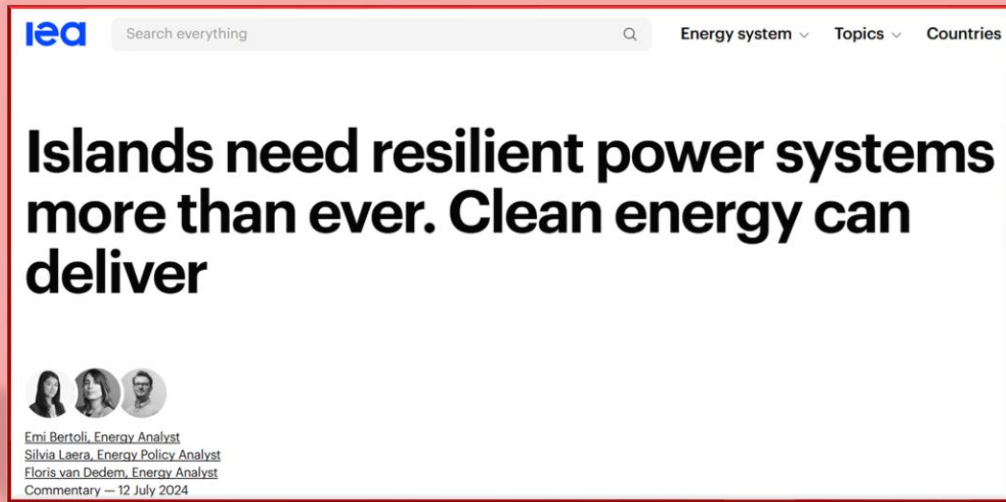 iea
Search everything
Energy system
Topics
Countries
Islands need resilient power systems
more than ever. Clean energy can
deliver
Emi Bertoli, Energy Analyst
Silvia Laera, Energy Policy Analyst
Floris van Dedem, Energy Analyst
Commentary — 12 July 2024